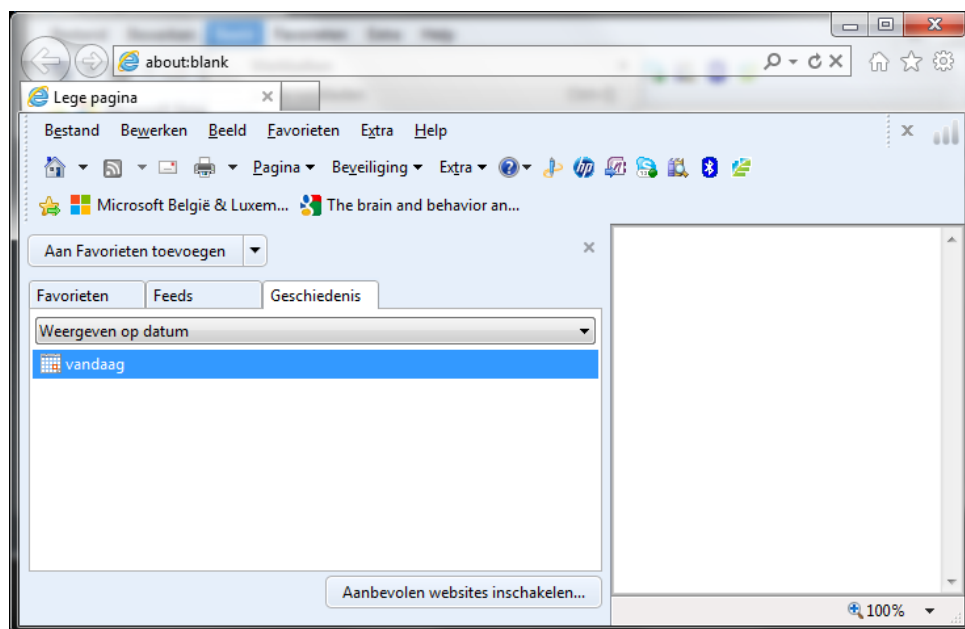 about:blank
Lege pagina
Bestand Bewerken Beeld Favorieten Extra Help
Pagina Beveiliging Extra
Microsoft België & Luxem... The brain and behavior an...
Aan Favorieten toevoegen
Favorieten Feeds Geschiedenis
Weergeven op datum
vandaag
Aanbevolen websites inschakelen...
100%